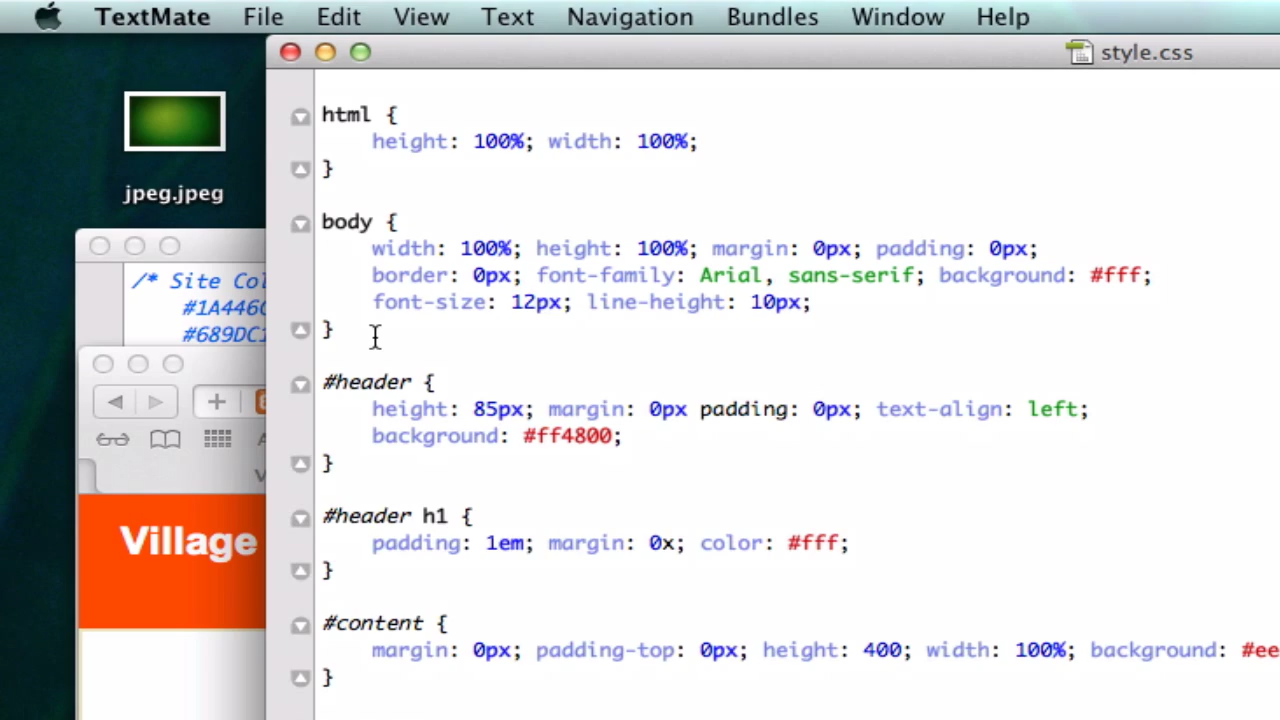 TextMate File Edit View Text Navigation Bundles Window Help
style.css
jpeg.jpeg
html {
height: 100%; width: 100%;
}
body {
width: 100%; height: 100%; margin: 0px; padding: 0px;
border: 0px; font-family: Arial, sans-serif; background: #fff;
font-size: 12px; line-height: 10px;
}
#header {
height: 85px; margin: 0px padding: 0px; text-align: left;
background: #ff4800;
}
#header h1 {
padding: 1em; margin: 0x; color: #fff;
}
#content {
margin: 0px; padding-top: 0px; height: 400; width: 100%; background: #ee
}
/* Site Col
#1A446
#689DC
Village